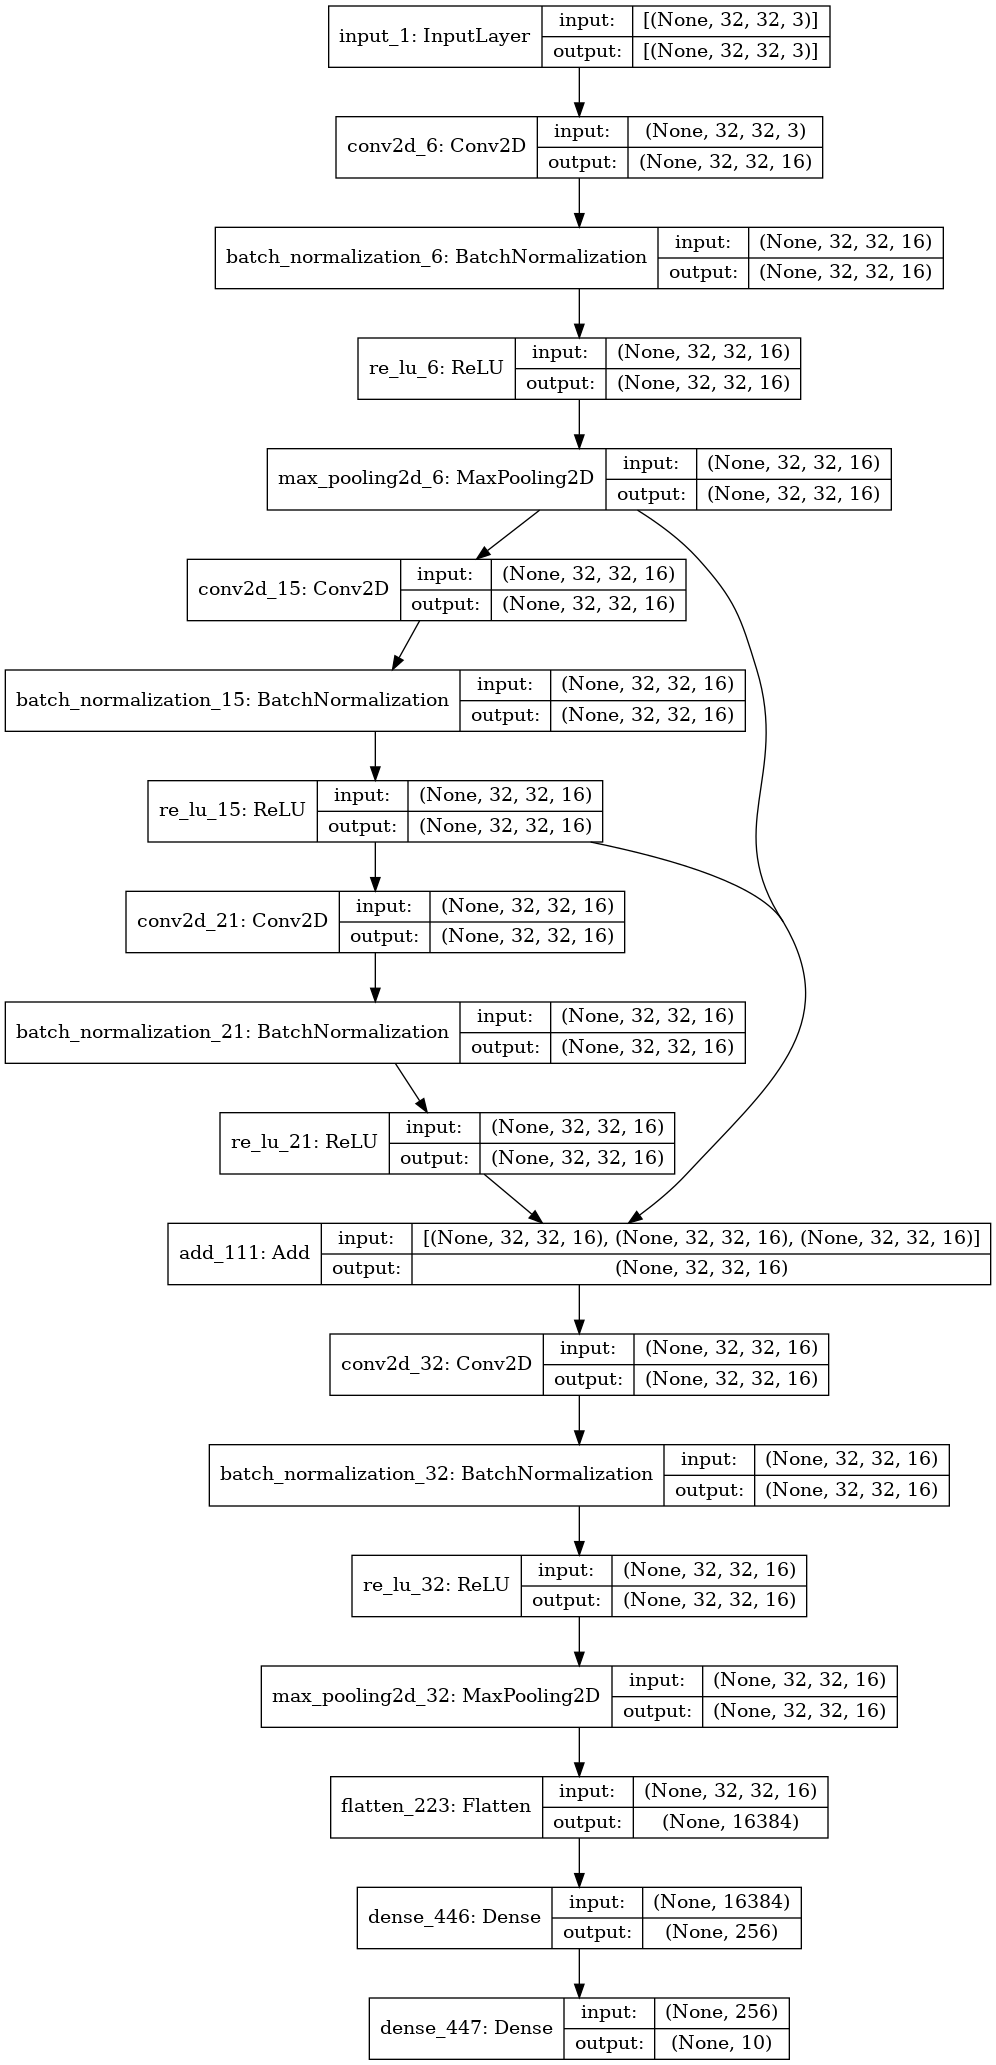 input_1: InputLayer
input: [(None, 32, 32, 3)]
output: [(None, 32, 32, 3)]
conv2d_6: Conv2D
input: (None, 32, 32, 3)
output: (None, 32, 32, 16)
batch_normalization_6: BatchNormalization
input: (None, 32, 32, 16)
output: (None, 32, 32, 16)
re_lu_6: ReLU
input: (None, 32, 32, 16)
output: (None, 32, 32, 16)
max_pooling2d_6: MaxPooling2D
input: (None, 32, 32, 16)
output: (None, 32, 32, 16)
conv2d_15: Conv2D
input: (None, 32, 32, 16)
output: (None, 32, 32, 16)
batch_normalization_15: BatchNormalization
input: (None, 32, 32, 16)
output: (None, 32, 32, 16)
re_lu_15: ReLU
input: (None, 32, 32, 16)
output: (None, 32, 32, 16)
conv2d_21: Conv2D
input: (None, 32, 32, 16)
output: (None, 32, 32, 16)
batch_normalization_21: BatchNormalization
input: (None, 32, 32, 16)
output: (None, 32, 32, 16)
re_lu_21: ReLU
input: (None, 32, 32, 16)
output: (None, 32, 32, 16)
add_111: Add
input: [(None, 32, 32, 16), (None, 32, 32, 16), (None, 32, 32, 16)]
output: (None, 32, 32, 16)
conv2d_32: Conv2D
input: (None, 32, 32, 16)
output: (None, 32, 32, 16)
batch_normalization_32: BatchNormalization
input: (None, 32, 32, 16)
output: (None, 32, 32, 16)
re_lu_32: ReLU
input: (None, 32, 32, 16)
output: (None, 32, 32, 16)
max_pooling2d_32: MaxPooling2D
input: (None, 32, 32, 16)
output: (None, 32, 32, 16)
flatten_223: Flatten
input: (None, 32, 32, 16)
output: (None, 16384)
dense_446: Dense
input: (None, 16384)
output: (None, 256)
dense_447: Dense
input: (None, 256)
output: (None, 10)